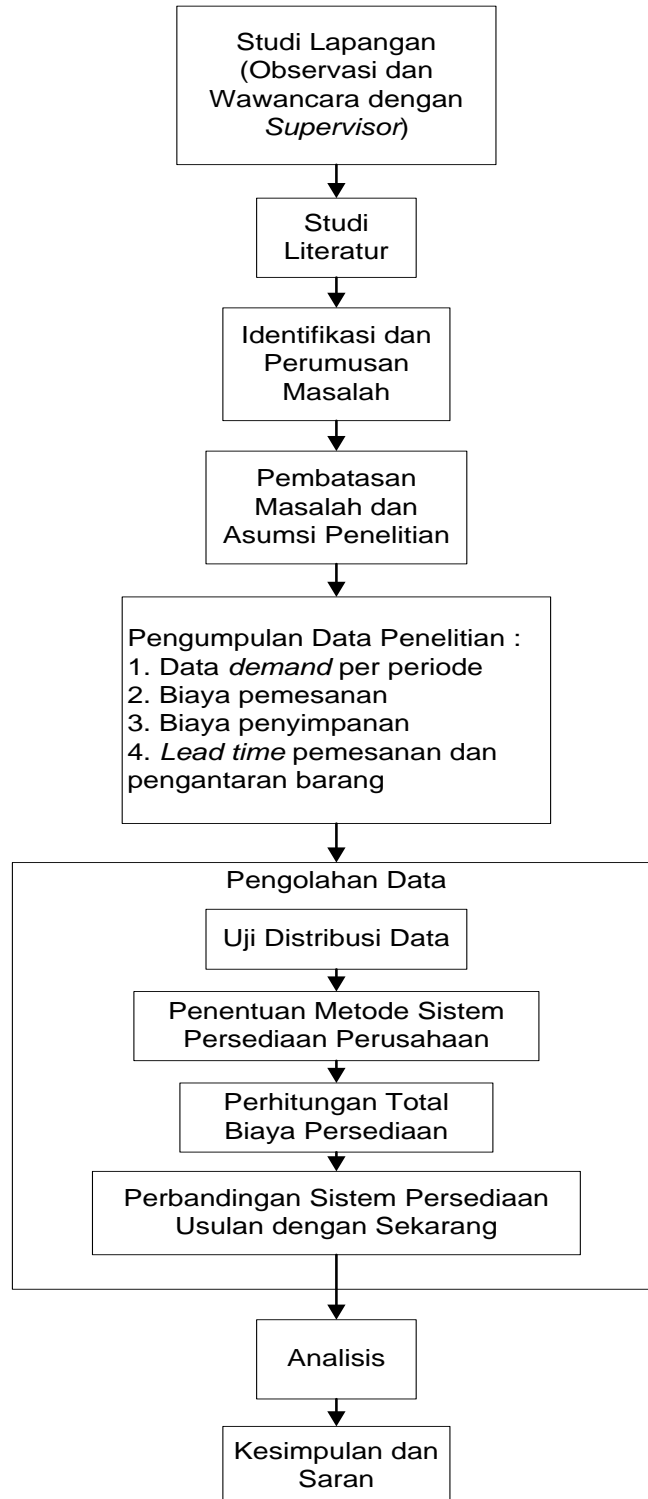 Studi Lapangan
(Observasi dan
Wawancara dengan
Supervisor)
Studi
Literatur
Identifikasi dan
Perumusan
Masalah
Pembatasan
Masalah dan
Asumsi Penelitian
Pengumpulan Data Penelitian :
1. Data demand per periode
2. Biaya pemesanan
3. Biaya penyimpanan
4. Lead time pemesanan dan
pengantaran barang
Pengolahan Data
Uji Distribusi Data
Penentuan Metode Sistem
Persediaan Perusahaan
Perhitungan Total
Biaya Persediaan
Perbandingan Sistem Persediaan
Usulan dengan Sekarang
Analisis
Kesimpulan dan
Saran